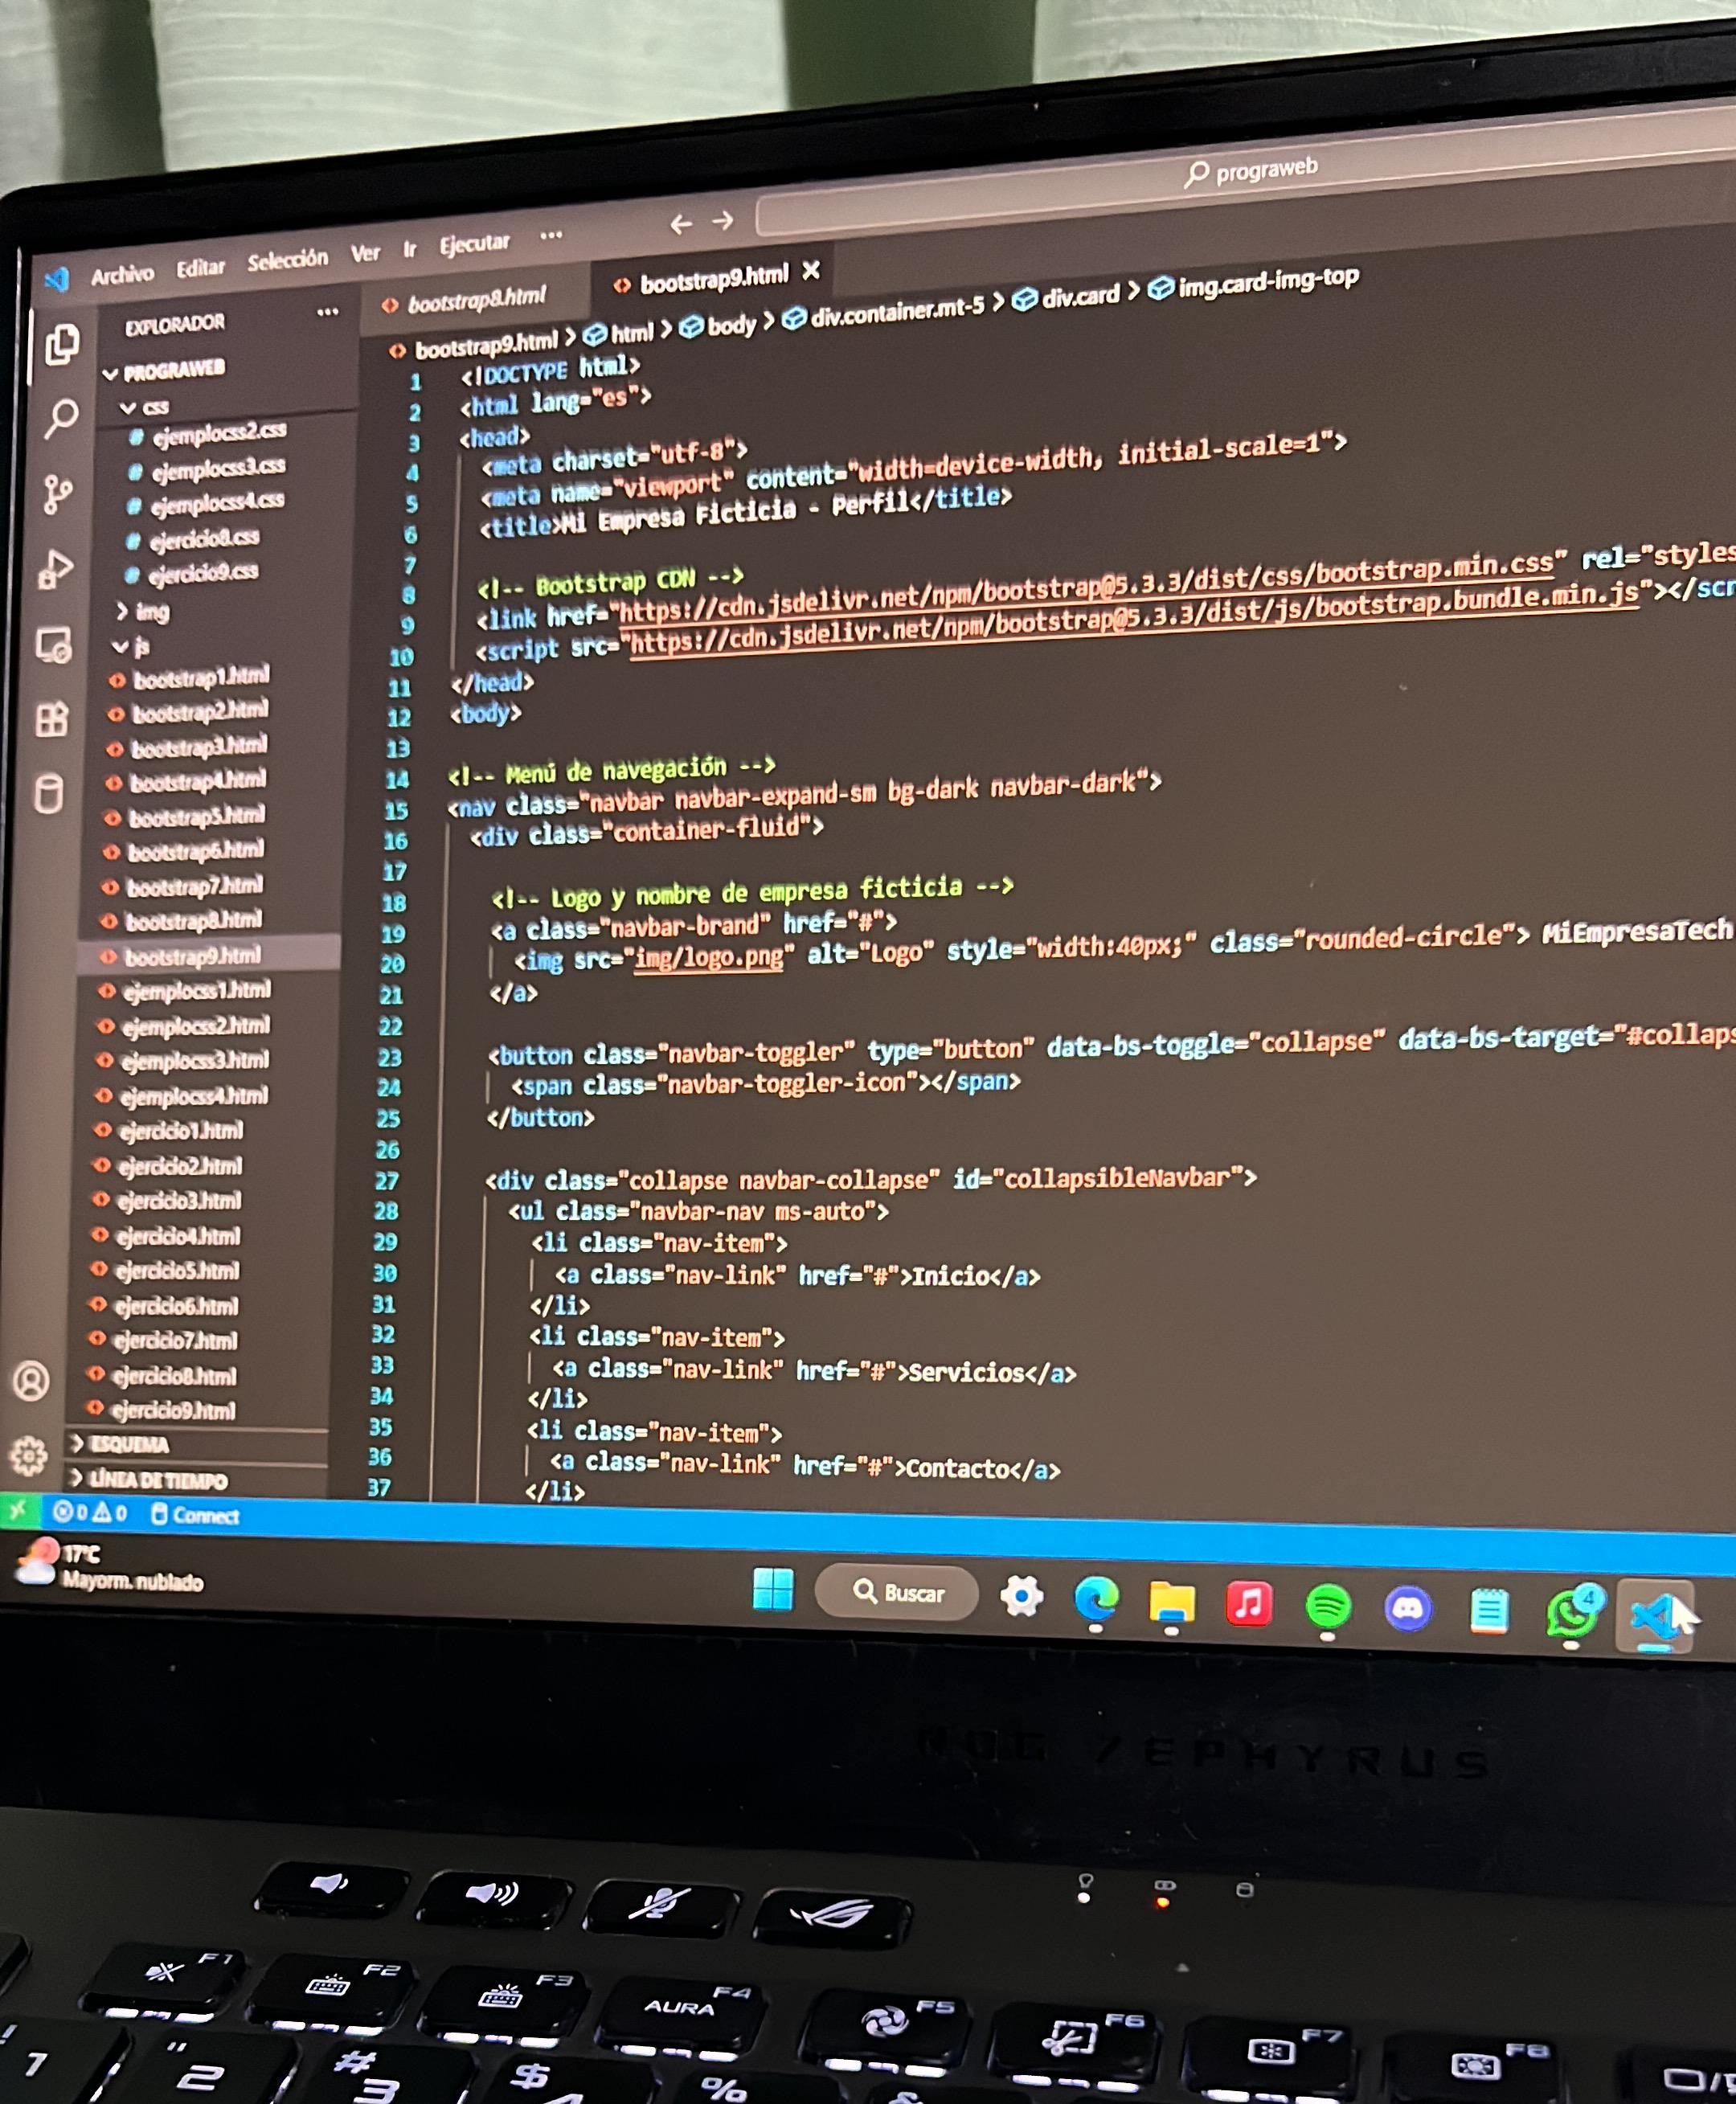 prograweb
Archivo Editar Selección Ver Ir Ejecutar ...
EXPLORADOR ...
PROGRAWEB
css
ejemplocss2.css
ejemplocss3.css
ejemplocss4.css
ejercicio8.css
ejercicio9.css
img
js
bootstrap1.html
bootstrap2.html
bootstrap3.html
bootstrap4.html
bootstrap5.html
bootstrap6.html
bootstrap7.html
bootstrap8.html
bootstrap9.html
ejemplocss1.html
ejemplocss2.html
ejemplocss3.html
ejemplocss4.html
ejercicio1.html
ejercicio2.html
ejercicio3.html
ejercicio4.html
ejercicio5.html
ejercicio6.html
ejercicio7.html
ejercicio8.html
ejercicio9.html
ESQUEMA
LÍNEA DE TIEMPO
bootstrap8.html bootstrap9.html
bootstrap9.html > html > body > div.container.mt-5 > div.card > img.card-img-top
1 <!DOCTYPE html>
2 <html lang="es">
3 <head>
4 <meta charset="utf-8">
5 <meta name="viewport" content="width=device-width, initial-scale=1">
6 <title>Mi Empresa Ficticia - Perfil</title>
7
8 <!-- Bootstrap CDN -->
9 <link href="https://cdn.jsdelivr.net/npm/bootstrap@5.3.3/dist/css/bootstrap.min.css" rel="styles
10 <script src="https://cdn.jsdelivr.net/npm/bootstrap@5.3.3/dist/js/bootstrap.bundle.min.js"></scr
11 </head>
12 <body>
13
14 <!-- Menú de navegación -->
15 <nav class="navbar navbar-expand-sm bg-dark navbar-dark">
16 <div class="container-fluid">
17
18 <!-- Logo y nombre de empresa ficticia -->
19 <a class="navbar-brand" href="#">
20 <img src="img/logo.png" alt="Logo" style="width:40px;" class="rounded-circle"> MiEmpresaTech
21 </a>
22
23 <button class="navbar-toggler" type="button" data-bs-toggle="collapse" data-bs-target="#collaps
24 <span class="navbar-toggler-icon"></span>
25 </button>
26
27 <div class="collapse navbar-collapse" id="collapsibleNavbar">
28 <ul class="navbar-nav ms-auto">
29 <li class="nav-item">
30 <a class="nav-link" href="#">Inicio</a>
31 </li>
32 <li class="nav-item">
33 <a class="nav-link" href="#">Servicios</a>
34 </li>
35 <li class="nav-item">
36 <a class="nav-link" href="#">Contacto</a>
37 </li>
0 0 Connect
17°C
Mayorm. nublado
Buscar
4
ROG ZEPHYRUS
F1 F2 F3 AURA F4 F5 F6 F7 F8
! 1 " 2 # 3 $ %